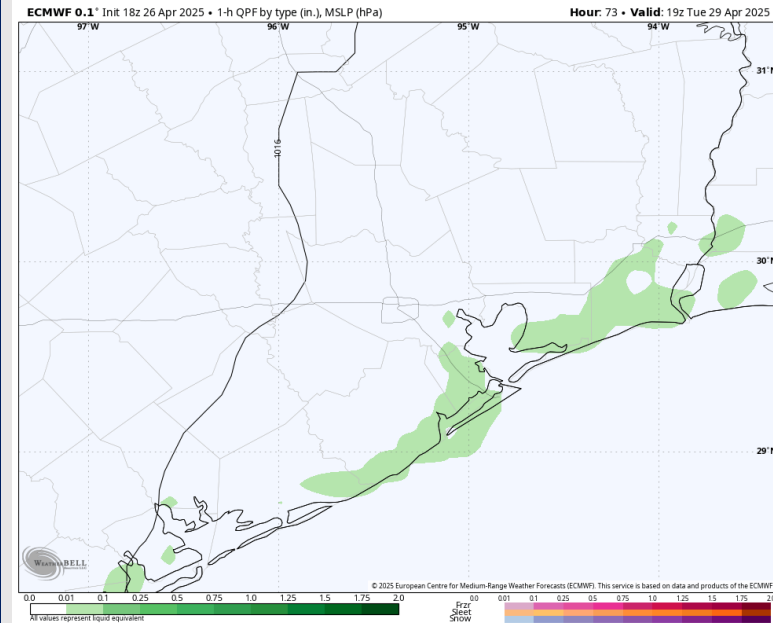 ECMWF 0.1° Init 18z 26 Apr 2025 • 1-h QPF by type (in.), MSLP (hPa)
Hour: 73 • Valid: 19z Tue 29 Apr 2025
97°W 96°W 95°W 94°W
31°N
1016
30°N
29°N
WEATHERBELL
© 2025 European Centre for Medium-Range Weather Forecasts (ECMWF). This service is based on data and products of the ECMWF
0.0 0.01 0.1 0.25 0.5 0.75 1.0 1.25 1.5 1.75 2.0
All values represent liquid equivalent
0.0 0.01 0.1 0.25 0.5 0.75 1.0 1.25 1.5 1.75 2.0
Frzr
Sleet
Snow